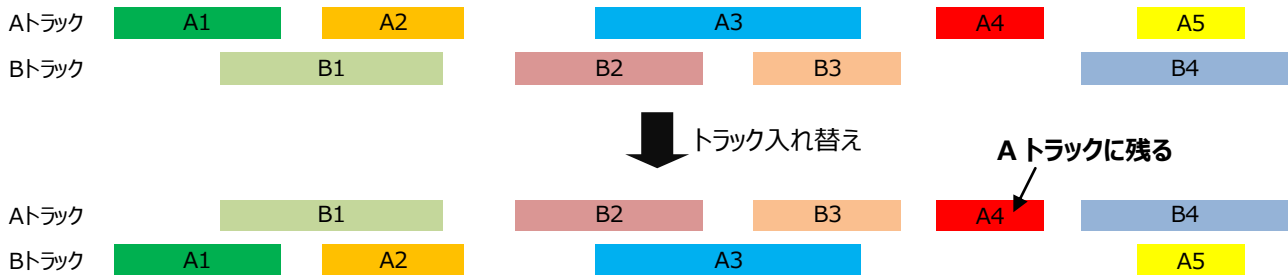 Aトラック A1 A2 A3 A4 A5
Bトラック B1 B2 B3 B4
トラック入れ替え
A トラックに残る
Aトラック B1 B2 B3 A4 B4
Bトラック A1 A2 A3 A5